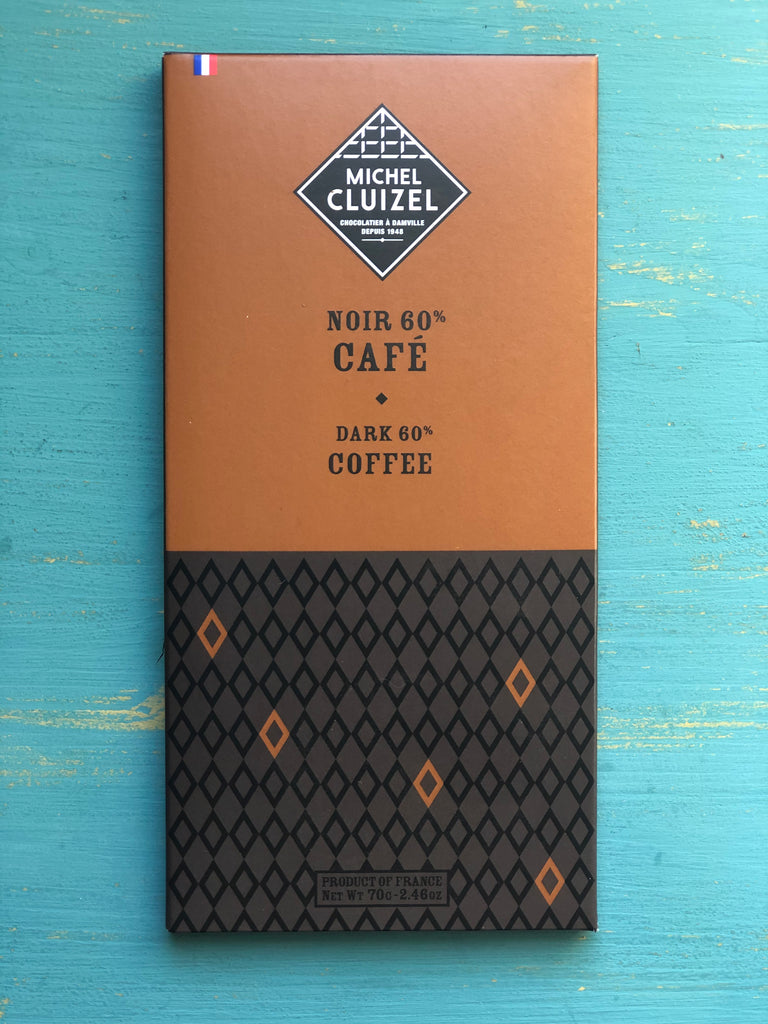 MICHEL
CLUIZEL
CHOCOLATIER À DAMVILLE
DEPUIS 1948
NOIR 60%
CAFÉ
DARK 60%
COFFEE
PRODUCT OF FRANCE
NET WT 70G-2.46OZ